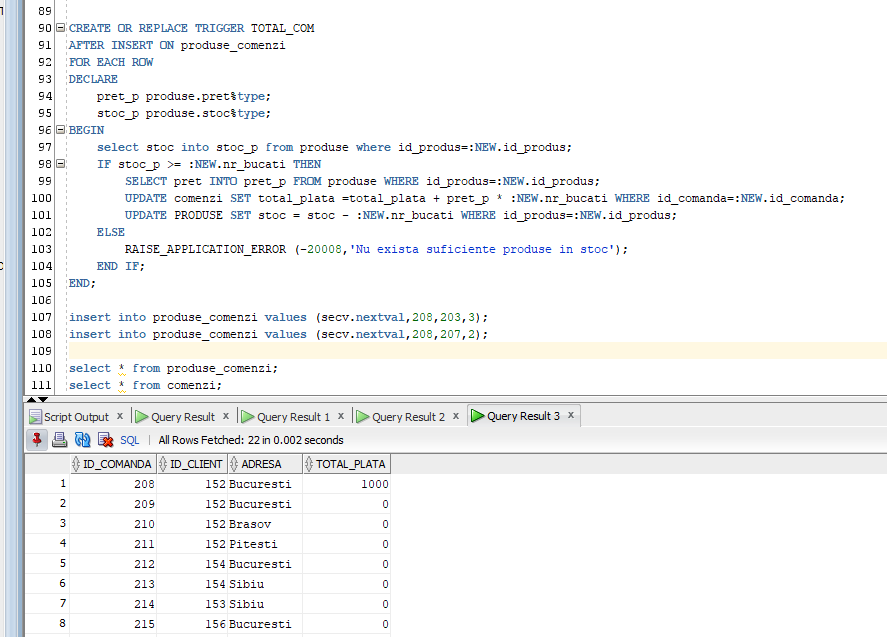 89
90 CREATE OR REPLACE TRIGGER TOTAL_COM
91 AFTER INSERT ON produse_comenzi
92 FOR EACH ROW
93 DECLARE
94 pret_p produse.pret%type;
95 stoc_p produse.stoc%type;
96 BEGIN
97 select stoc into stoc_p from produse where id_produs=:NEW.id_produs;
98 IF stoc_p >= :NEW.nr_bucati THEN
99 SELECT pret INTO pret_p FROM produse WHERE id_produs=:NEW.id_produs;
100 UPDATE comenzi SET total_plata =total_plata + pret_p * :NEW.nr_bucati WHERE id_comanda=:NEW.id_comanda;
101 UPDATE PRODUSE SET stoc = stoc - :NEW.nr_bucati WHERE id_produs=:NEW.id_produs;
102 ELSE
103 RAISE_APPLICATION_ERROR (-20008,'Nu exista suficiente produse in stoc');
104 END IF;
105 END;
106
107 insert into produse_comenzi values (secv.nextval,208,203,3);
108 insert into produse_comenzi values (secv.nextval,208,207,2);
109
110 select * from produse_comenzi;
111 select * from comenzi;
Script Output x Query Result x Query Result 1 x Query Result 2 x Query Result 3 x
SQL | All Rows Fetched: 22 in 0.002 seconds
ID_COMANDA ID_CLIENT ADRESA TOTAL_PLATA
1 208 152 Bucuresti 1000
2 209 152 Bucuresti 0
3 210 152 Brasov 0
4 211 152 Pitesti 0
5 212 154 Bucuresti 0
6 213 154 Sibiu 0
7 214 153 Sibiu 0
8 215 156 Bucuresti 0